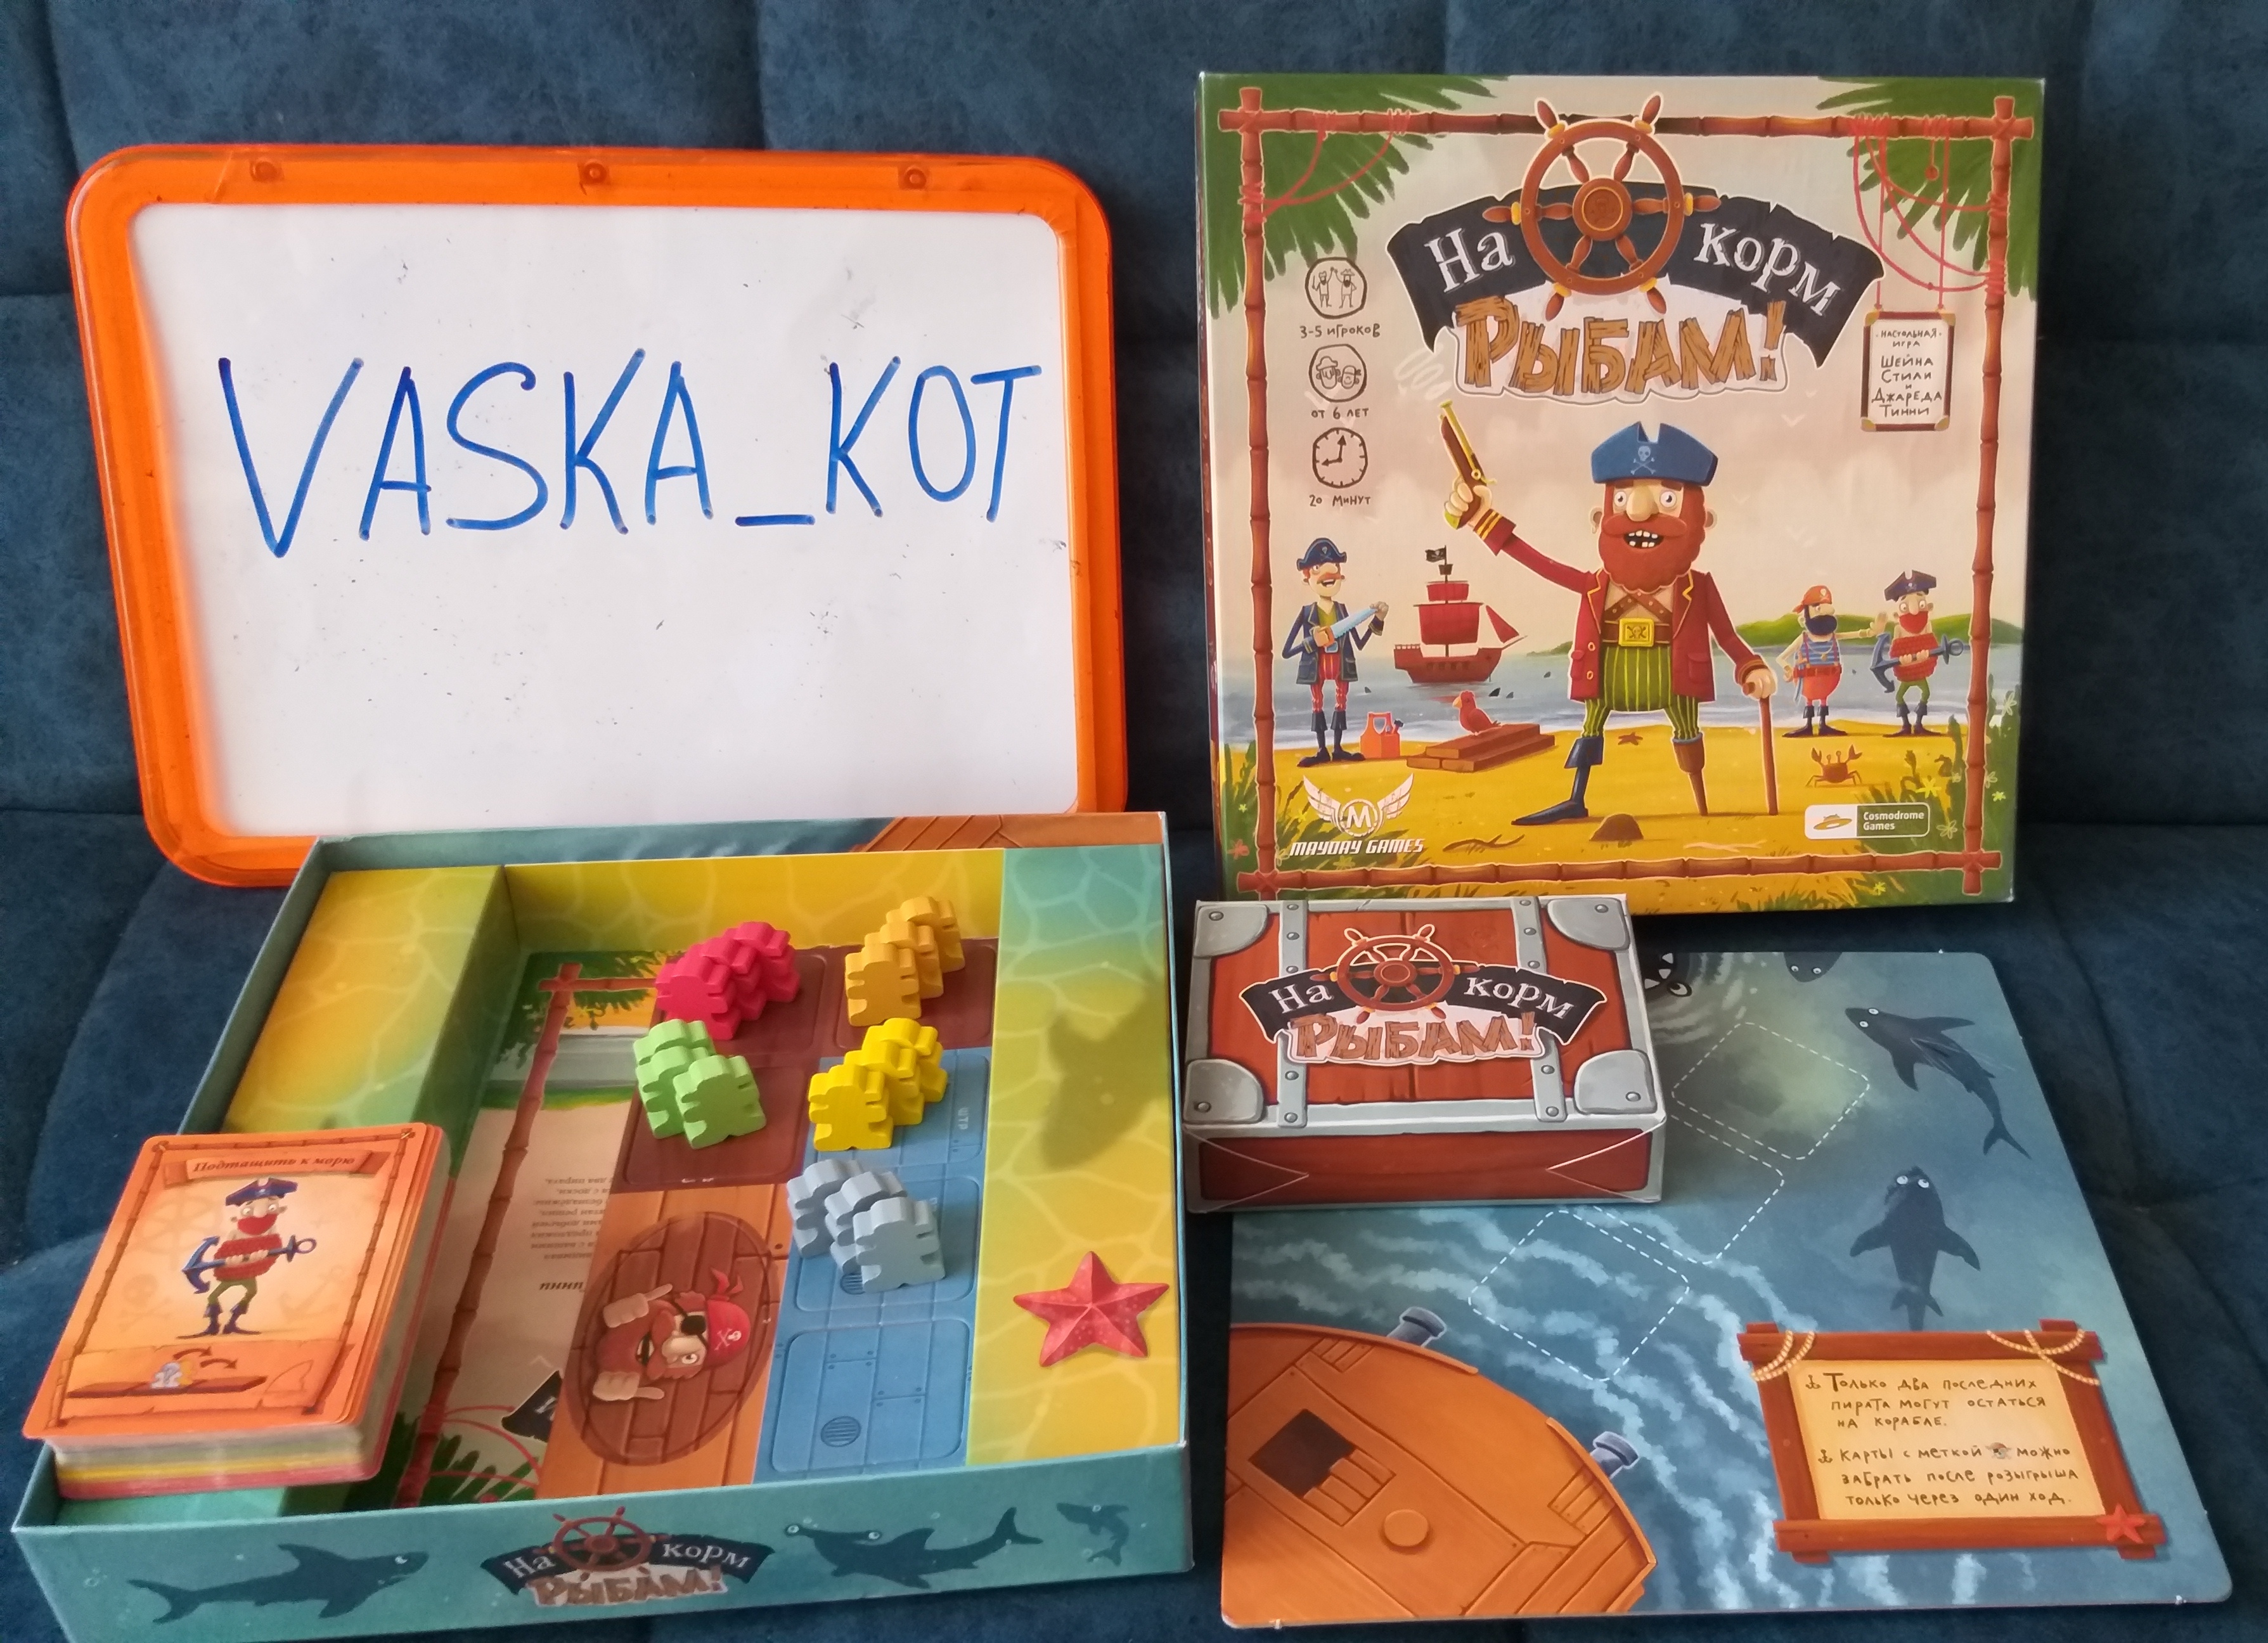 VASKA_KOT
На корм
РЫБАМ!
3-5 игроков
от 6 лет
20 минут
НАСТОЛЬНАЯ
ИГРА
ШЕЙНА
СТИЛИ
и
ДЖАРЕДА
ТИННИ
M
MAYDAY GAMES
Cosmodrome
Games
На корм
РЫБАМ!
Подтащить к морю
Только два последних
пирата могут остаться
на корабле.
Карты с меткой можно
забрать после розыгрыша
только через один ход.
На корм
РЫБАМ!